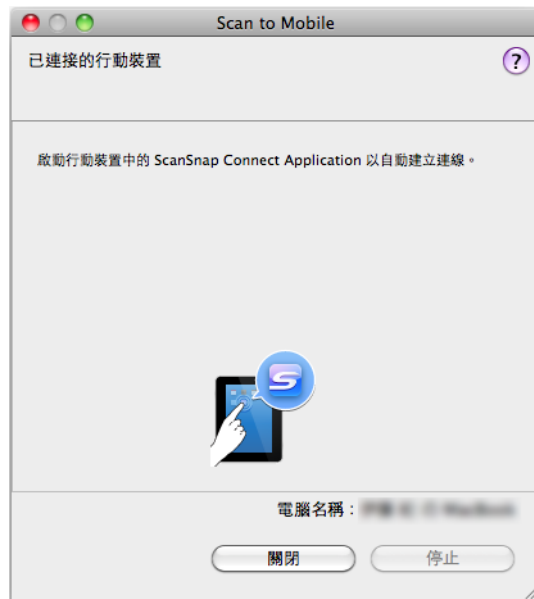 Scan to Mobile
已連接的行動裝置
?
啟動行動裝置中的 ScanSnap Connect Application 以自動建立連線。
S
電腦名稱：
關閉
停止